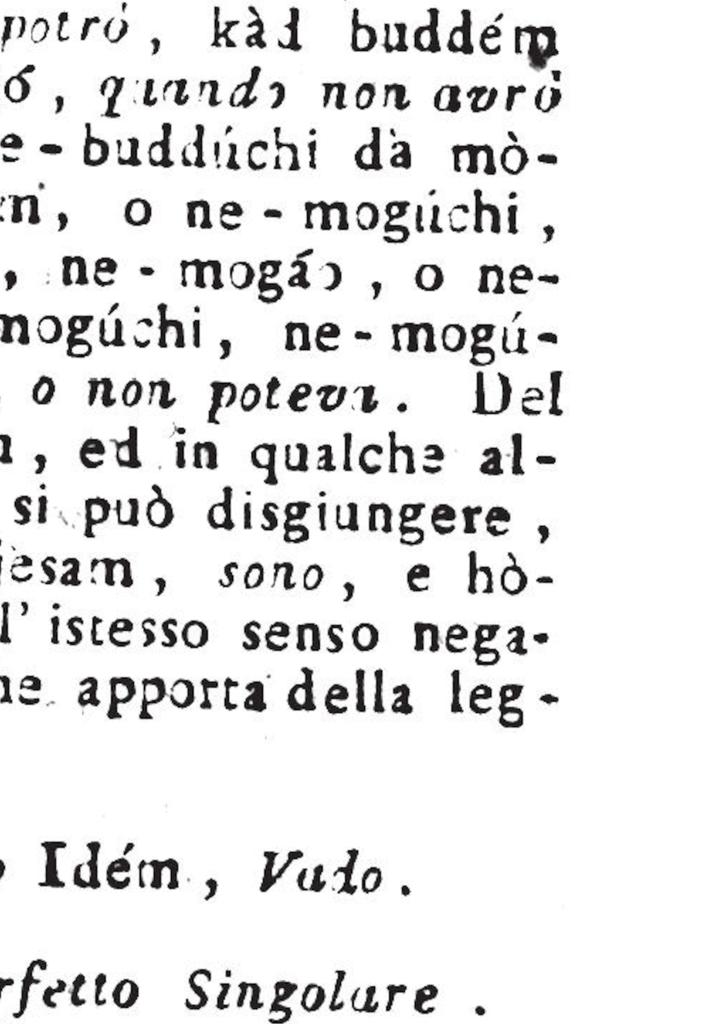 potró, kàd buddém
ó, quando non avrò
e-buddúchi dà mò-
, o ne-mogúchi,
, ne-mogáo, o ne-
mogúchi, ne-mogú-
o non poteva. Del
, ed in qualche al-
si può disgiungere,
jèsam, sono, e hò-
l'istesso senso nega-
ne apporta della leg-
Idém, Vado.
rfetto Singolare.